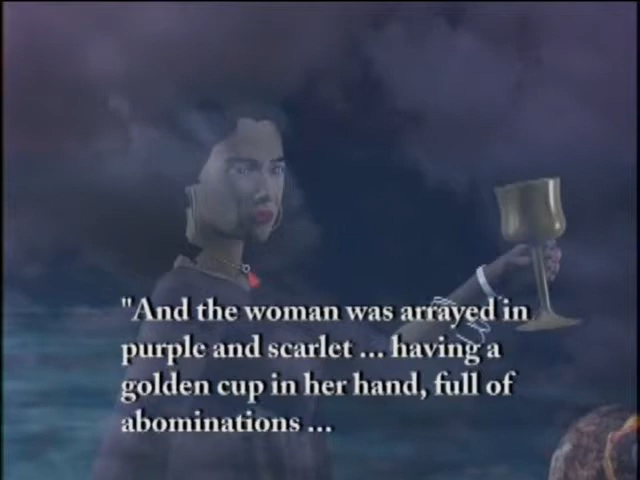 "And the woman was arrayed in
purple and scarlet ... having a
golden cup in her hand, full of
abominations ...